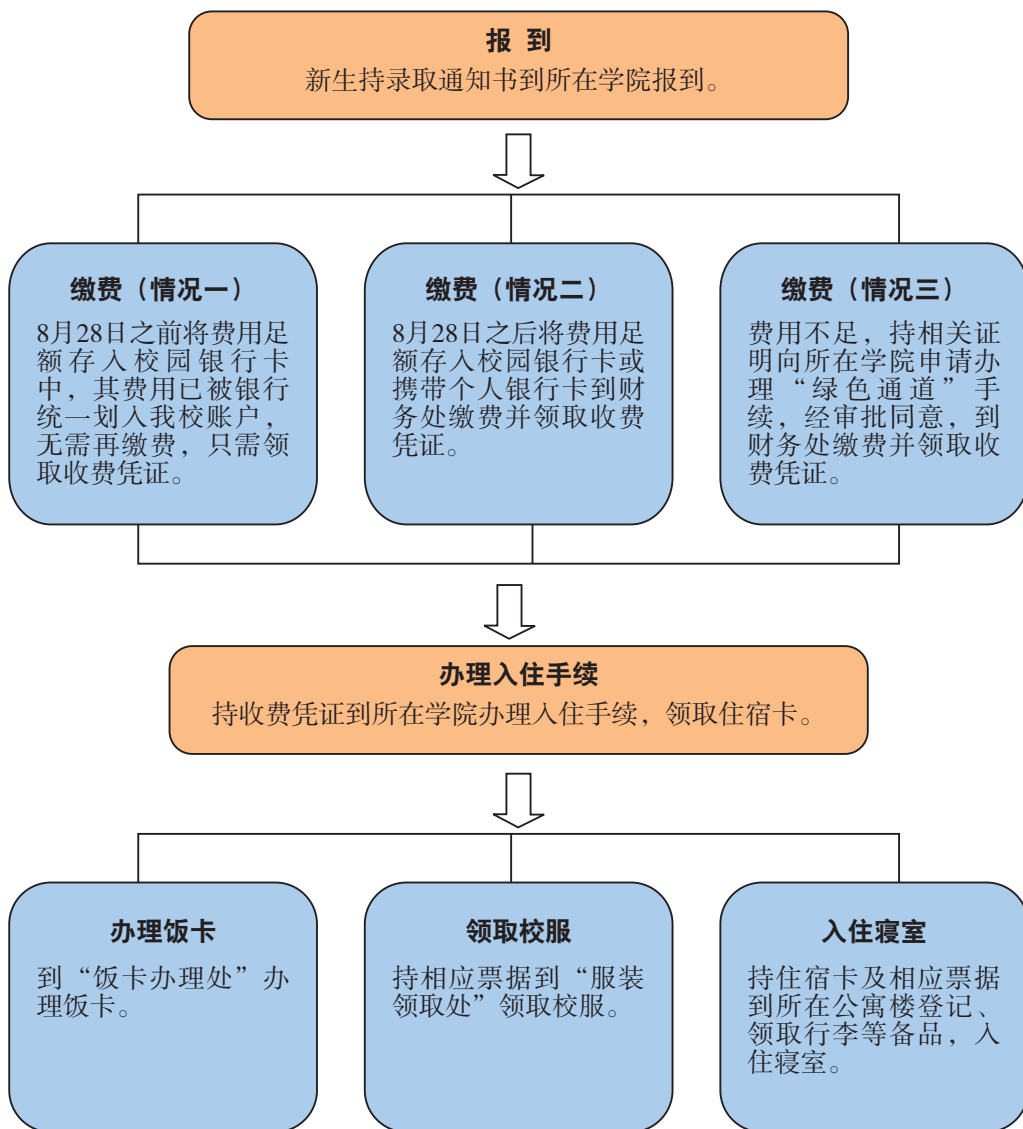 报 到
新生持录取通知书到所在学院报到。
缴费（情况一）
8月28日之前将费用足
额存入校园银行卡
中，其费用已被银行
统一划入我校账户，
无需再缴费，只需领
取收费凭证。
缴费（情况二）
8月28日之后将费用足
额存入校园银行卡或
携带个人银行卡到财
务处缴费并领取收费
凭证。
缴费（情况三）
费用不足，持相关证
明向所在学院申请办
理“绿色通道”手
续，经审批同意，到
财务处缴费并领取收
费凭证。
办理入住手续
持收费凭证到所在学院办理入住手续，领取住宿卡。
办理饭卡
到“饭卡办理处”办
理饭卡。
领取校服
持相应票据到“服装
领取处”领取校服。
入住寝室
持住宿卡及相应票据
到所在公寓楼登记、
领取行李等备品，入
住寝室。